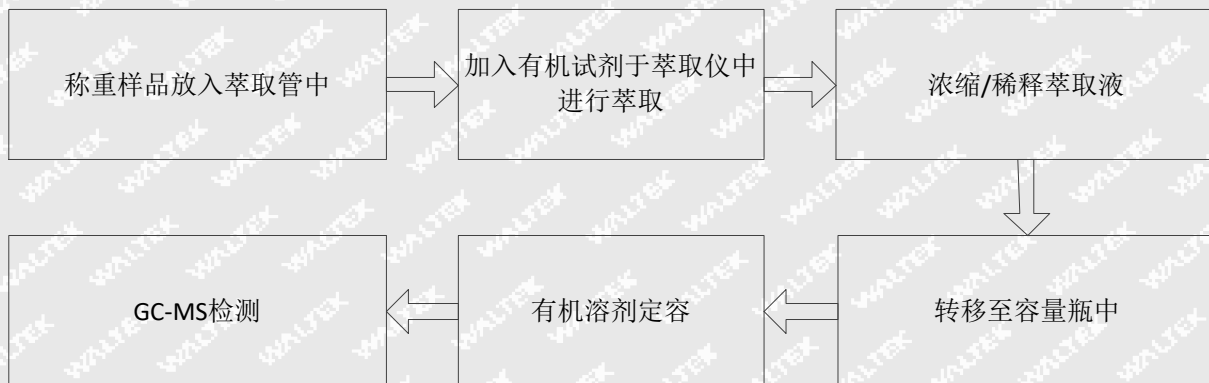 称重样品放入萃取管中
加入有机试剂于萃取仪中
进行萃取
浓缩/稀释萃取液
转移至容量瓶中
有机溶剂定容
GC-MS检测